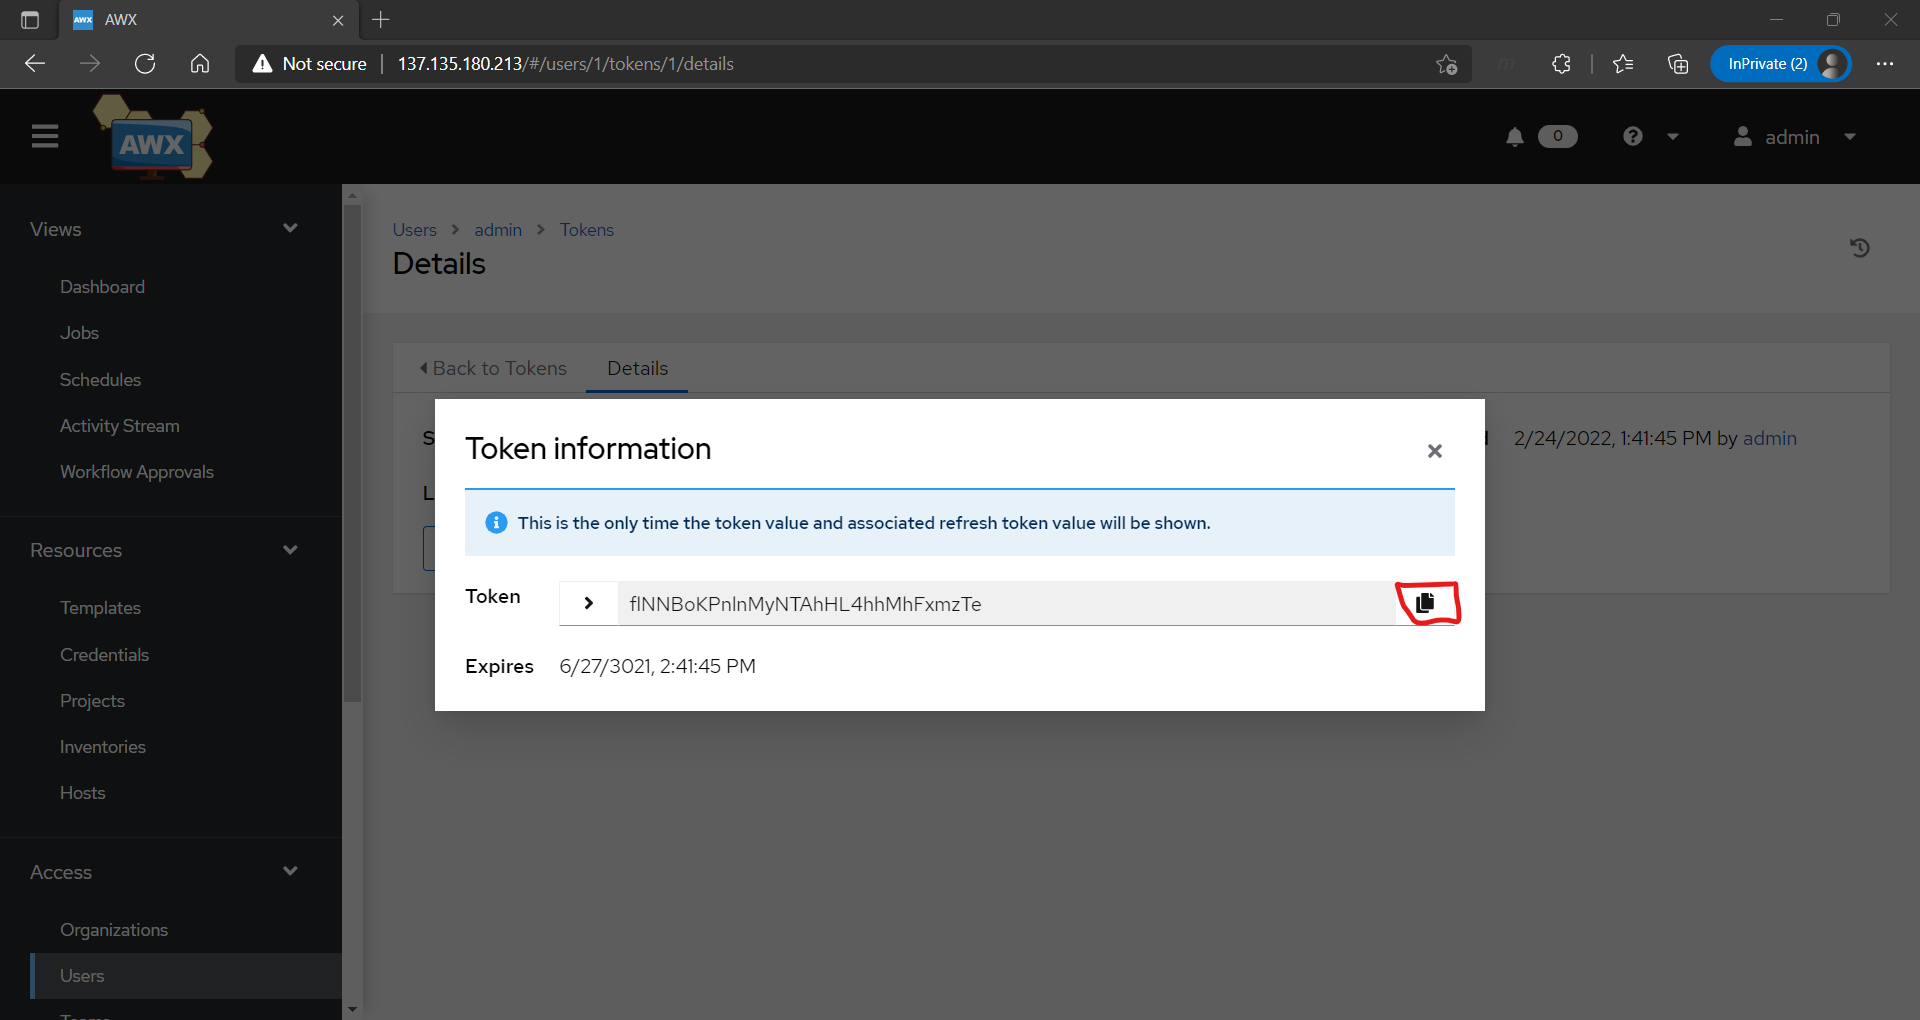 AWX
Not secure
137.135.180.213/#/users/1/tokens/1/details
InPrivate (2)
AWX
0
admin
Views
Dashboard
Jobs
Schedules
Activity Stream
Workflow Approvals
Resources
Templates
Credentials
Projects
Inventories
Hosts
Access
Organizations
Users
Users > admin > Tokens
Details
Back to Tokens
Details
2/24/2022, 1:41:45 PM by admin
Token information
This is the only time the token value and associated refresh token value will be shown.
Token
fINNBoKPnlnMyNTAhHL4hhMhFxmzTe
Expires 6/27/3021, 2:41:45 PM